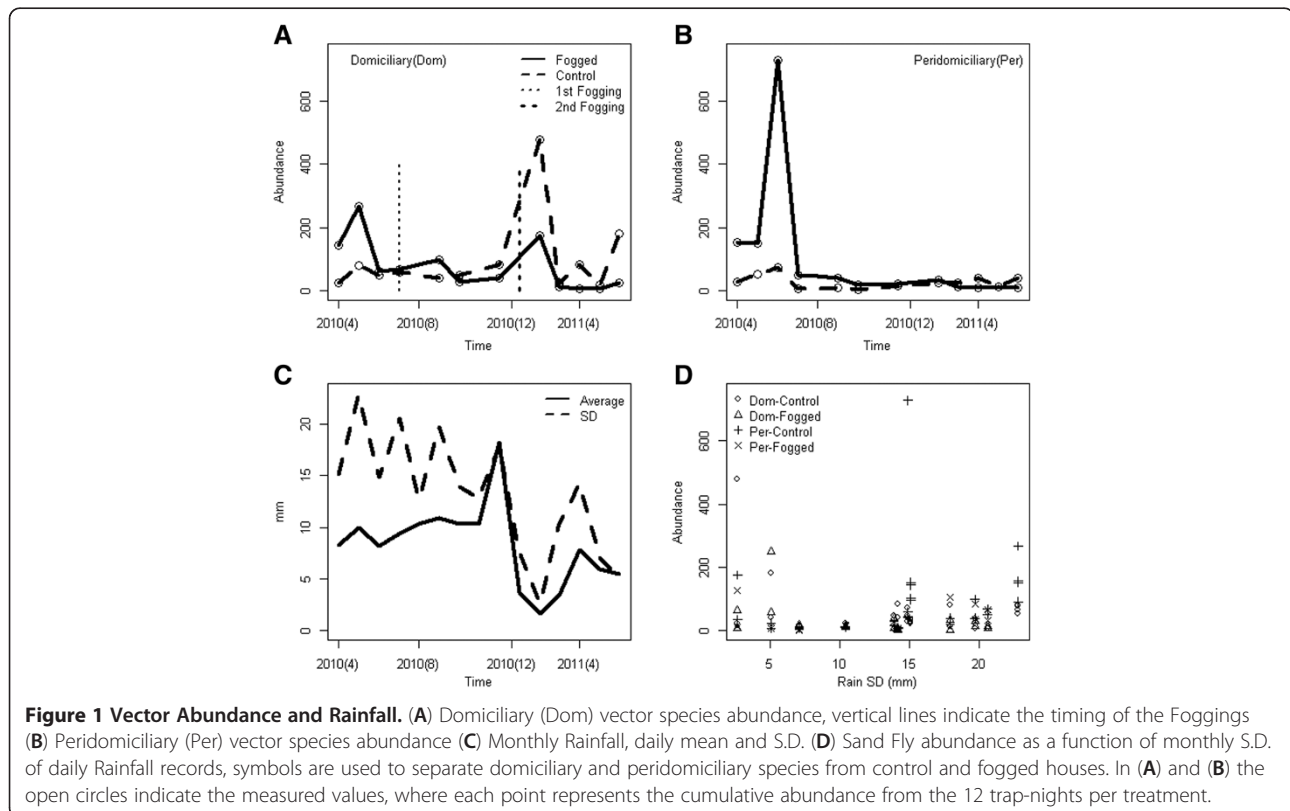 A
Domiciliary(Dom)
Fogged
Control
1st Fogging
2nd Fogging
Abundance
0
200
400
600
2010(4)
2010(8)
2010(12)
2011(4)
Time
B
Peridomiciliary(Per)
Abundance
0
200
400
600
2010(4)
2010(8)
2010(12)
2011(4)
Time
C
Average
SD
mm
0
5
10
15
20
2010(4)
2010(8)
2010(12)
2011(4)
Time
D
Dom-Control
Dom-Fogged
Per-Control
Per-Fogged
Abundance
0
200
400
600
5
10
15
20
Rain SD (mm)
Figure 1 Vector Abundance and Rainfall. (A) Domiciliary (Dom) vector species abundance, vertical lines indicate the timing of the Foggings
(B) Peridomiciliary (Per) vector species abundance (C) Monthly Rainfall, daily mean and S.D. (D) Sand Fly abundance as a function of monthly S.D.
of daily Rainfall records, symbols are used to separate domiciliary and peridomiciliary species from control and fogged houses. In (A) and (B) the
open circles indicate the measured values, where each point represents the cumulative abundance from the 12 trap-nights per treatment.